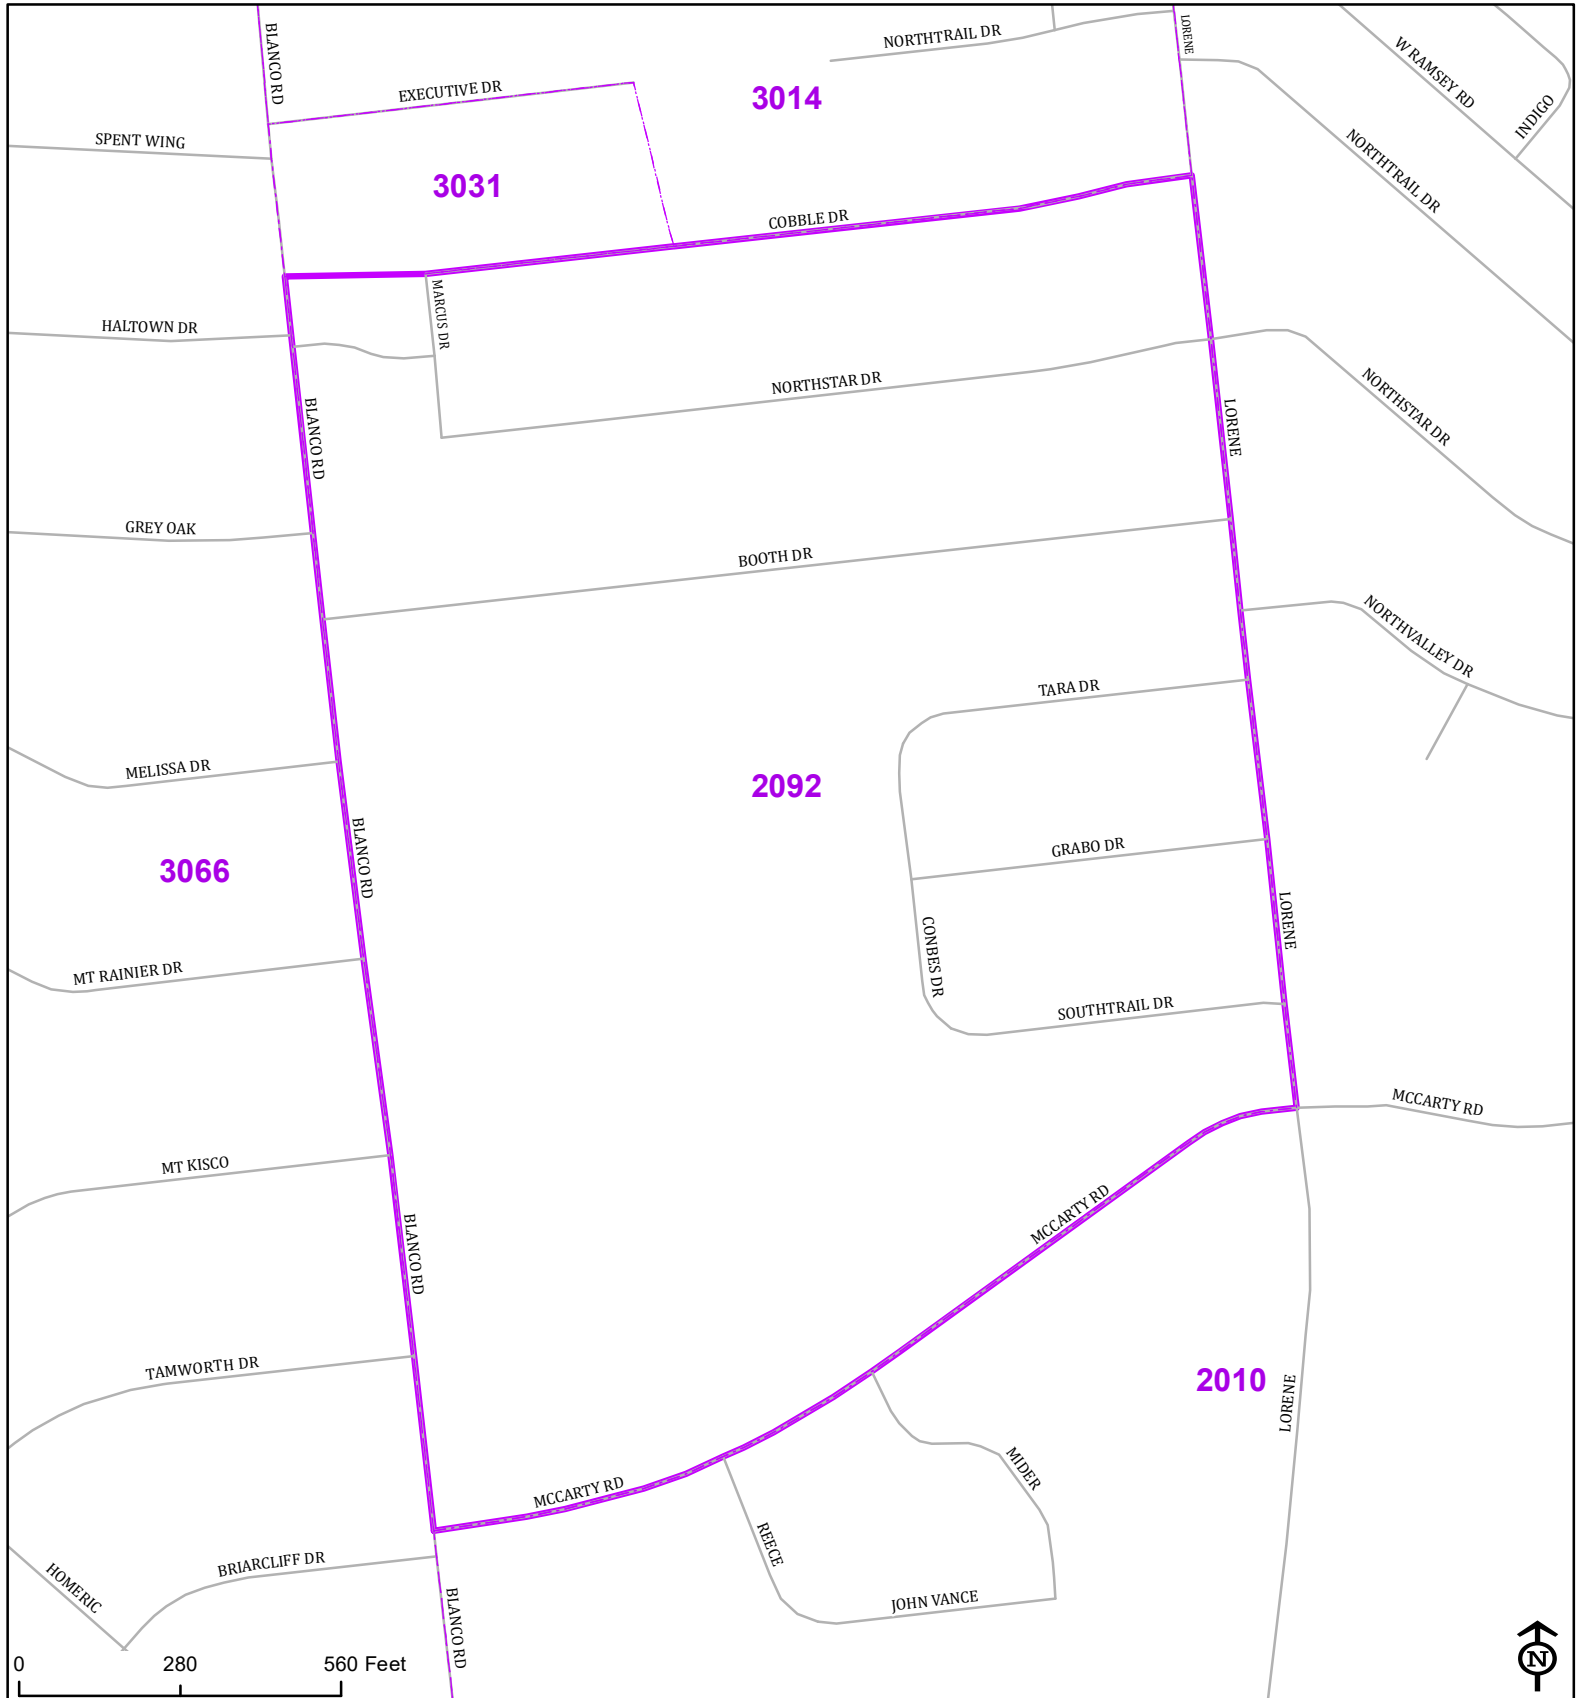 BLANCO RD
NORTHTRAIL DR
LORENE
W RAMSEY RD
INDIGO
EXECUTIVE DR
3014
SPENT WING
NORTHTRAIL DR
3031
COBBLE DR
MARCUS DR
HALTOWN DR
NORTHSTAR DR
NORTHSTAR DR
BLANCO RD
LORENE
GREY OAK
BOOTH DR
NORTHVALLEY DR
TARA DR
MELISSA DR
2092
BLANCO RD
GRABO DR
3066
LORENE
CONBES DR
MT RAINIER DR
SOUTHTRAIL DR
MCCARTY RD
MT KISCO
MCCARTY RD
BLANCO RD
TAMWORTH DR
2010
LORENE
MIDER
MCCARTY RD
REECE
BRIARCLIFF DR
HOMERIC
JOHN VANCE
BLANCO RD
0 280 560 Feet
N